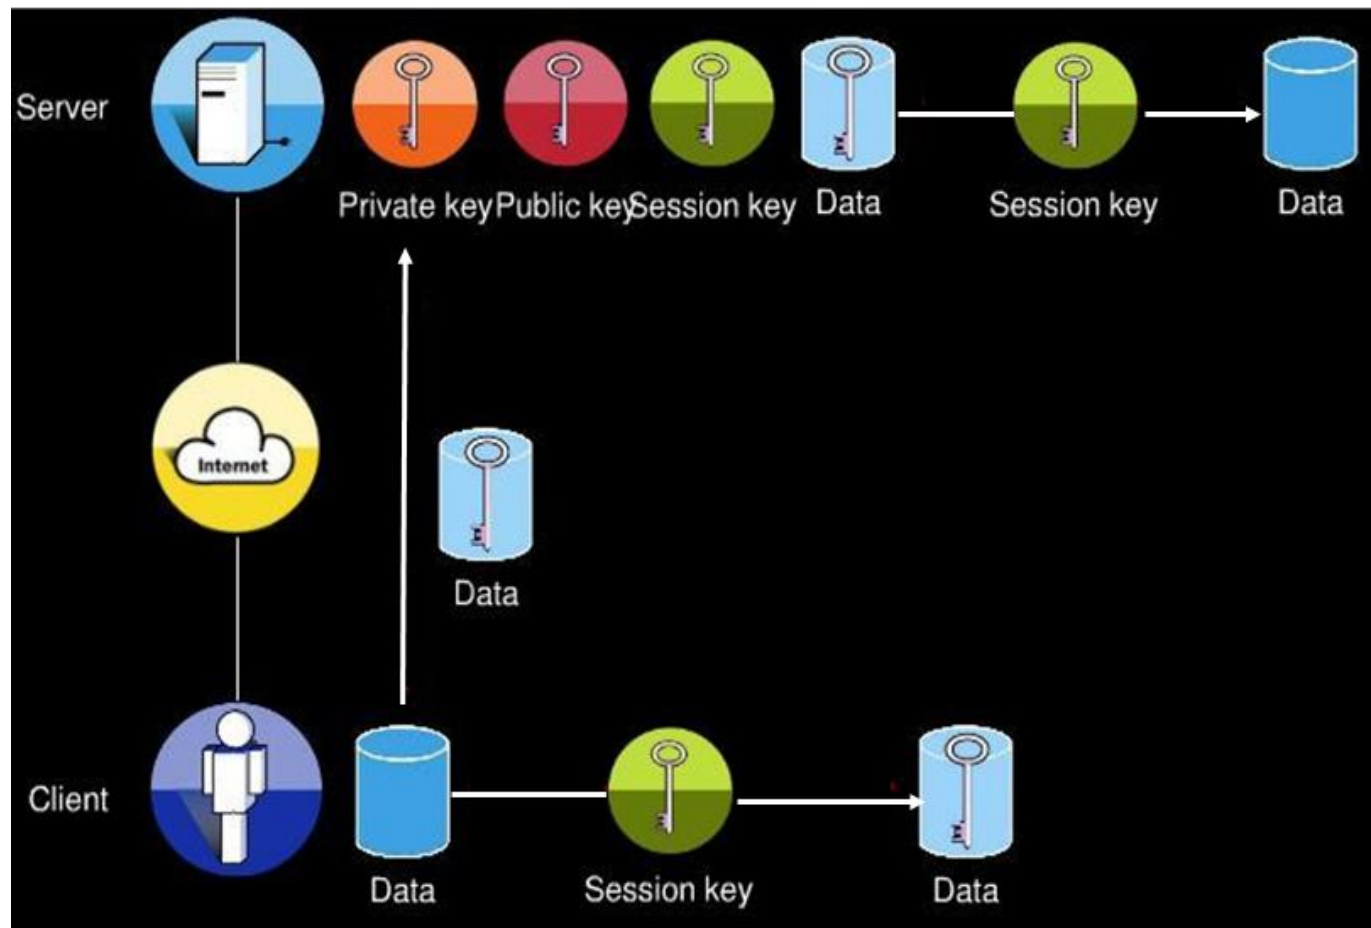 Server
Private key
Public key
Session key
Data
Session key
Data
Internet
Data
Client
Data
Session key
Data